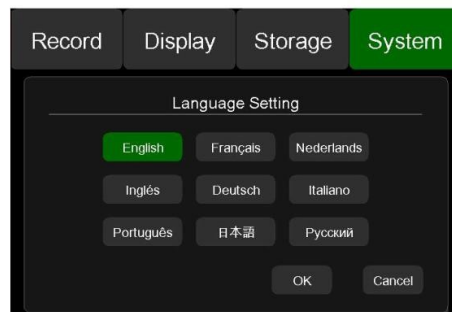 Record Display Storage System
Language Setting
English Français Nederlands
Inglés Deutsch Italiano
Português 日本語 Русский
OK Cancel